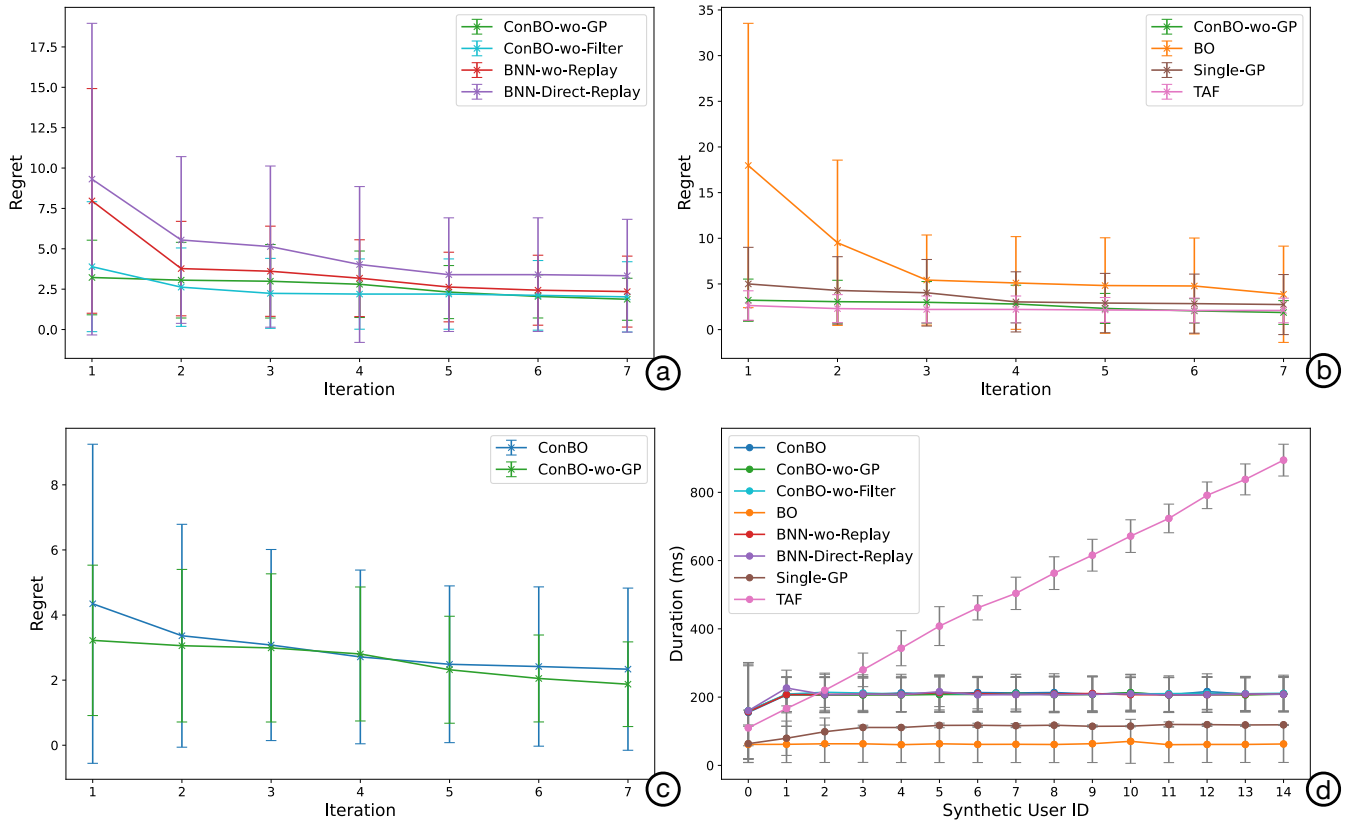 ConBO-wo-GP
ConBO-wo-Filter
BNN-wo-Replay
BNN-Direct-Replay
17.5
15.0
12.5
10.0
7.5
5.0
2.5
0.0
Regret
1 2 3 4 5 6 7
Iteration
a
ConBO-wo-GP
BO
Single-GP
TAF
35
30
25
20
15
10
5
0
Regret
1 2 3 4 5 6 7
Iteration
b
ConBO
ConBO-wo-GP
8
6
4
2
0
Regret
1 2 3 4 5 6 7
Iteration
c
ConBO
ConBO-wo-GP
ConBO-wo-Filter
BO
BNN-wo-Replay
BNN-Direct-Replay
Single-GP
TAF
800
600
400
200
0
Duration (ms)
0 1 2 3 4 5 6 7 8 9 10 11 12 13 14
Synthetic User ID
d